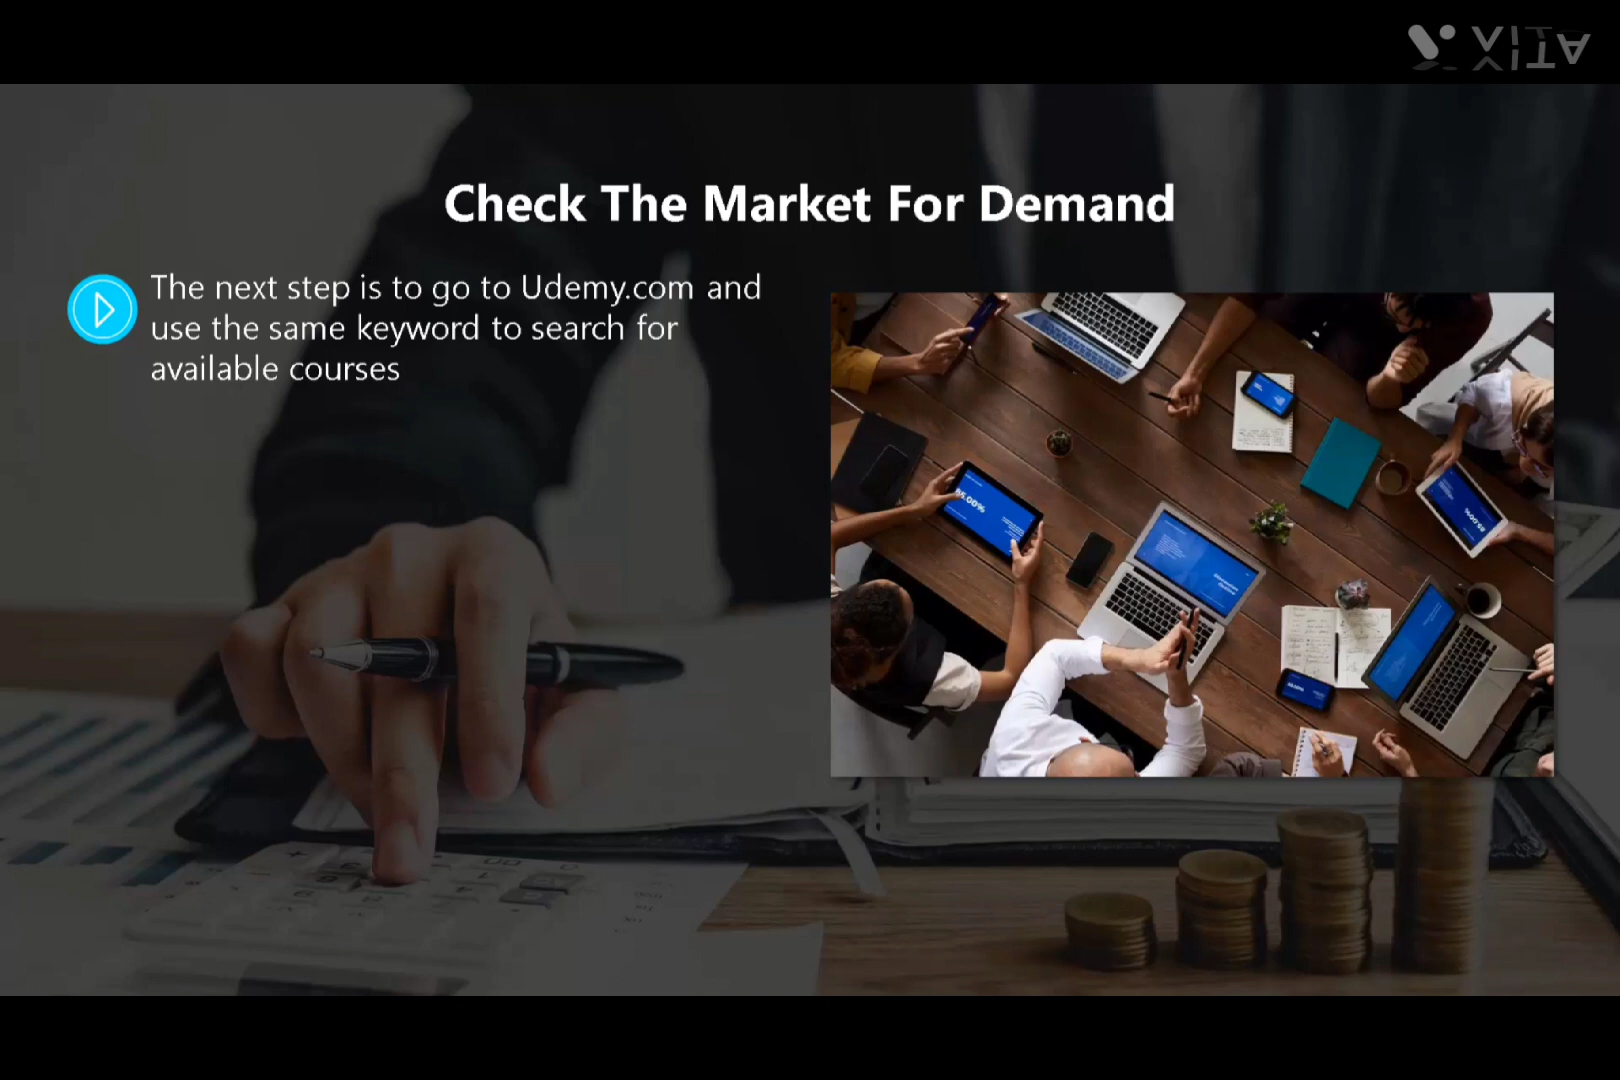 VITA
Check The Market For Demand
The next step is to go to Udemy.com and
use the same keyword to search for
available courses